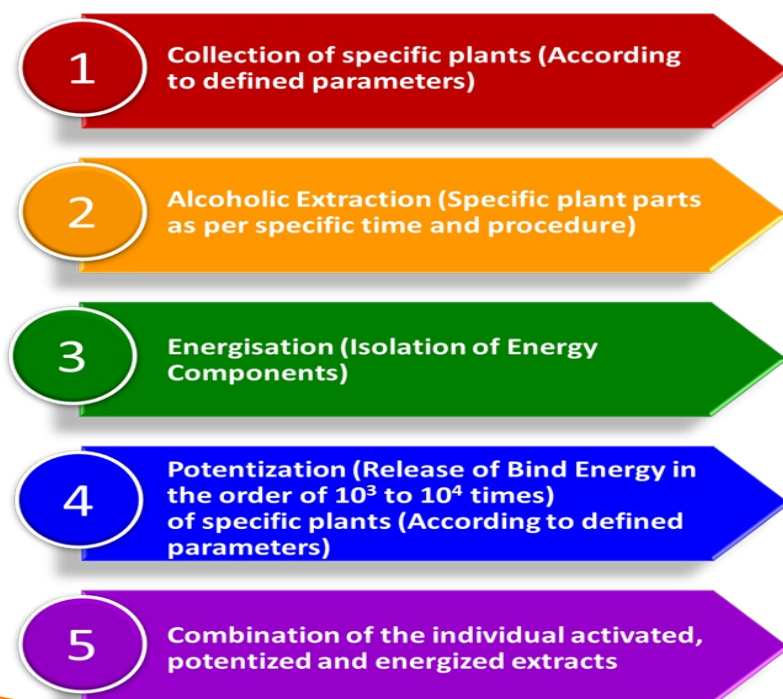 1
Collection of specific plants (According
to defined parameters)
2
Alcoholic Extraction (Specific plant parts
as per specific time and procedure)
3
Energisation (Isolation of Energy
Components)
4
Potentization (Release of Bind Energy in
the order of 10³ to 10⁴ times)
of specific plants (According to defined
parameters)
5
Combination of the individual activated,
potentized and energized extracts